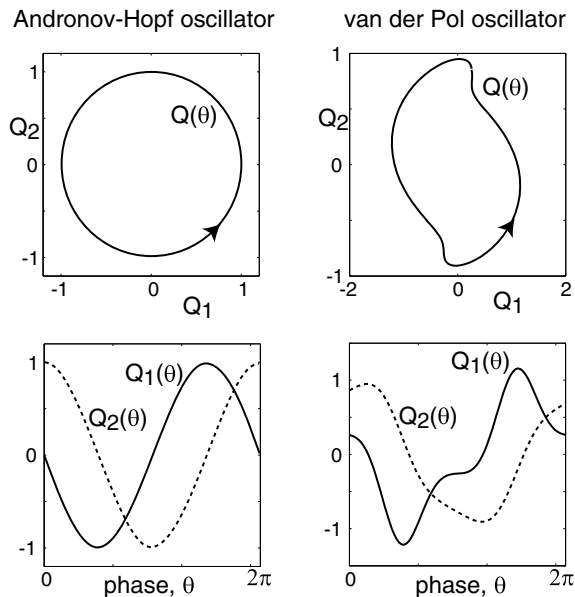 Andronov-Hopf oscillator
van der Pol oscillator
1
Q(θ)
Q2
0
-1
-1
0
1
Q1
1
Q(θ)
Q2
0
-1
-2
0
2
Q1
1
Q1(θ)
Q2(θ)
0
-1
0
2π
phase, θ
1
Q1(θ)
Q2(θ)
0
-1
0
2π
phase, θ